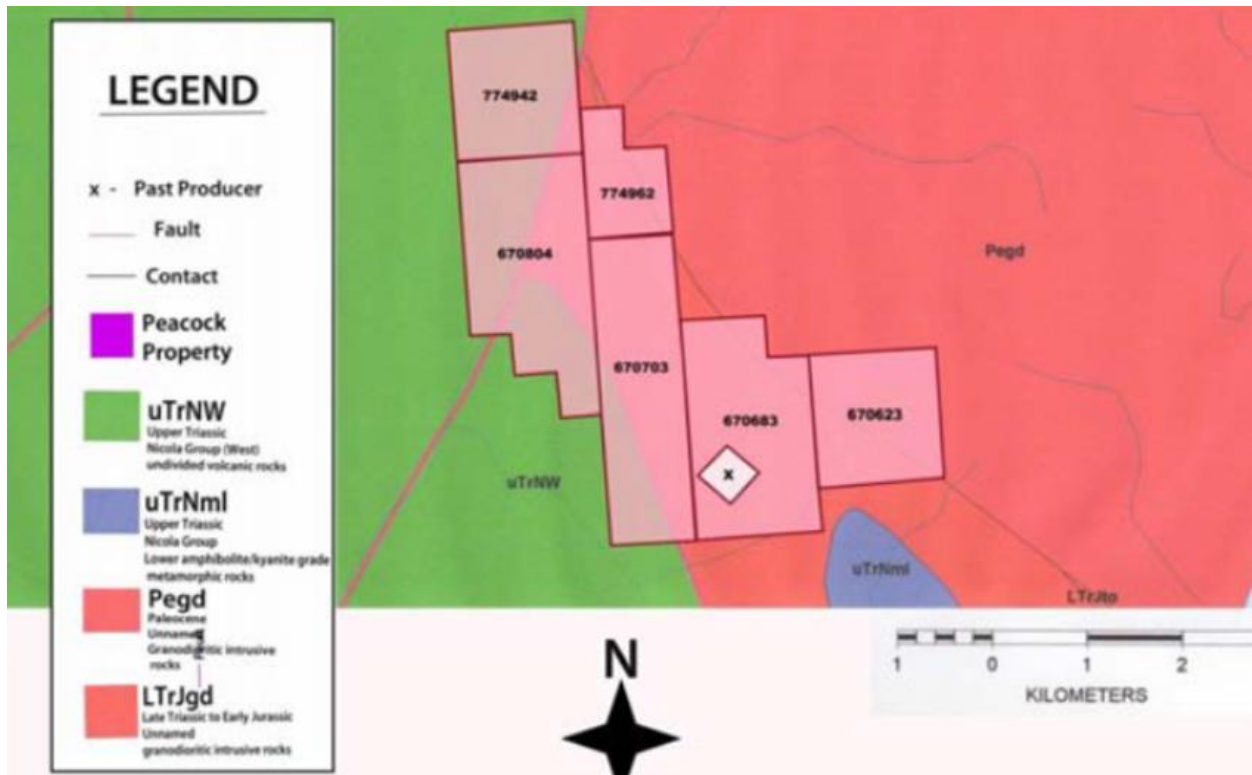 LEGEND
x - Past Producer
Fault
Contact
Peacock
Property
uTrNW
Upper Triassic
Nicola Group (West)
undivided volcanic rocks
uTrNml
Upper Triassic
Nicola Group
Lower amphibolite/kyanite grade
metamorphic rocks
Pegd
Paleocene
Unnamed
Granodioritic intrusive
rocks
LTrJgd
Late Triassic to Early Jurassic
Unnamed
granodioritic intrusive rocks
774942
774962
670804
Pegd
670703
670683
670623
x
uTrNW
uTrNml
LTrJto
N
1 0 1 2
KILOMETERS